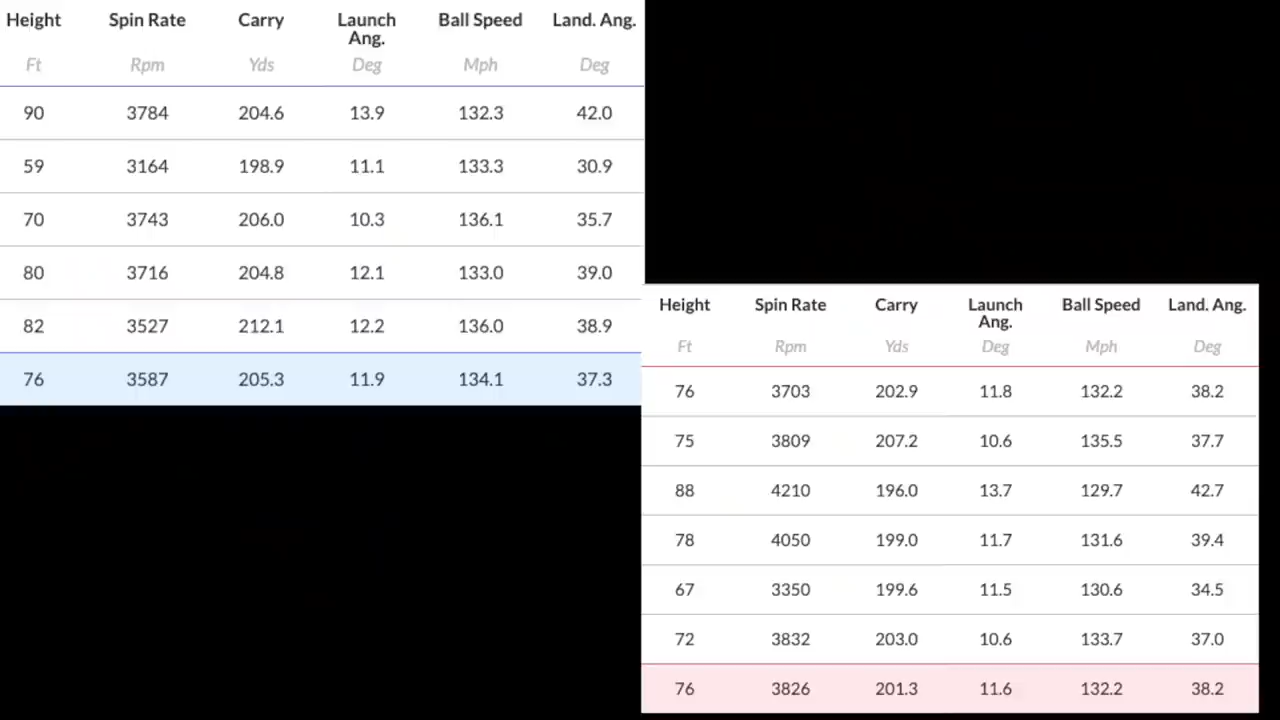 Height Spin Rate Carry Launch Ang. Ball Speed Land. Ang.
Ft Rpm Yds Deg Mph Deg
90 3784 204.6 13.9 132.3 42.0
59 3164 198.9 11.1 133.3 30.9
70 3743 206.0 10.3 136.1 35.7
80 3716 204.8 12.1 133.0 39.0
82 3527 212.1 12.2 136.0 38.9
76 3587 205.3 11.9 134.1 37.3
Height Spin Rate Carry Launch Ang. Ball Speed Land. Ang.
Ft Rpm Yds Deg Mph Deg
76 3703 202.9 11.8 132.2 38.2
75 3809 207.2 10.6 135.5 37.7
88 4210 196.0 13.7 129.7 42.7
78 4050 199.0 11.7 131.6 39.4
67 3350 199.6 11.5 130.6 34.5
72 3832 203.0 10.6 133.7 37.0
76 3826 201.3 11.6 132.2 38.2